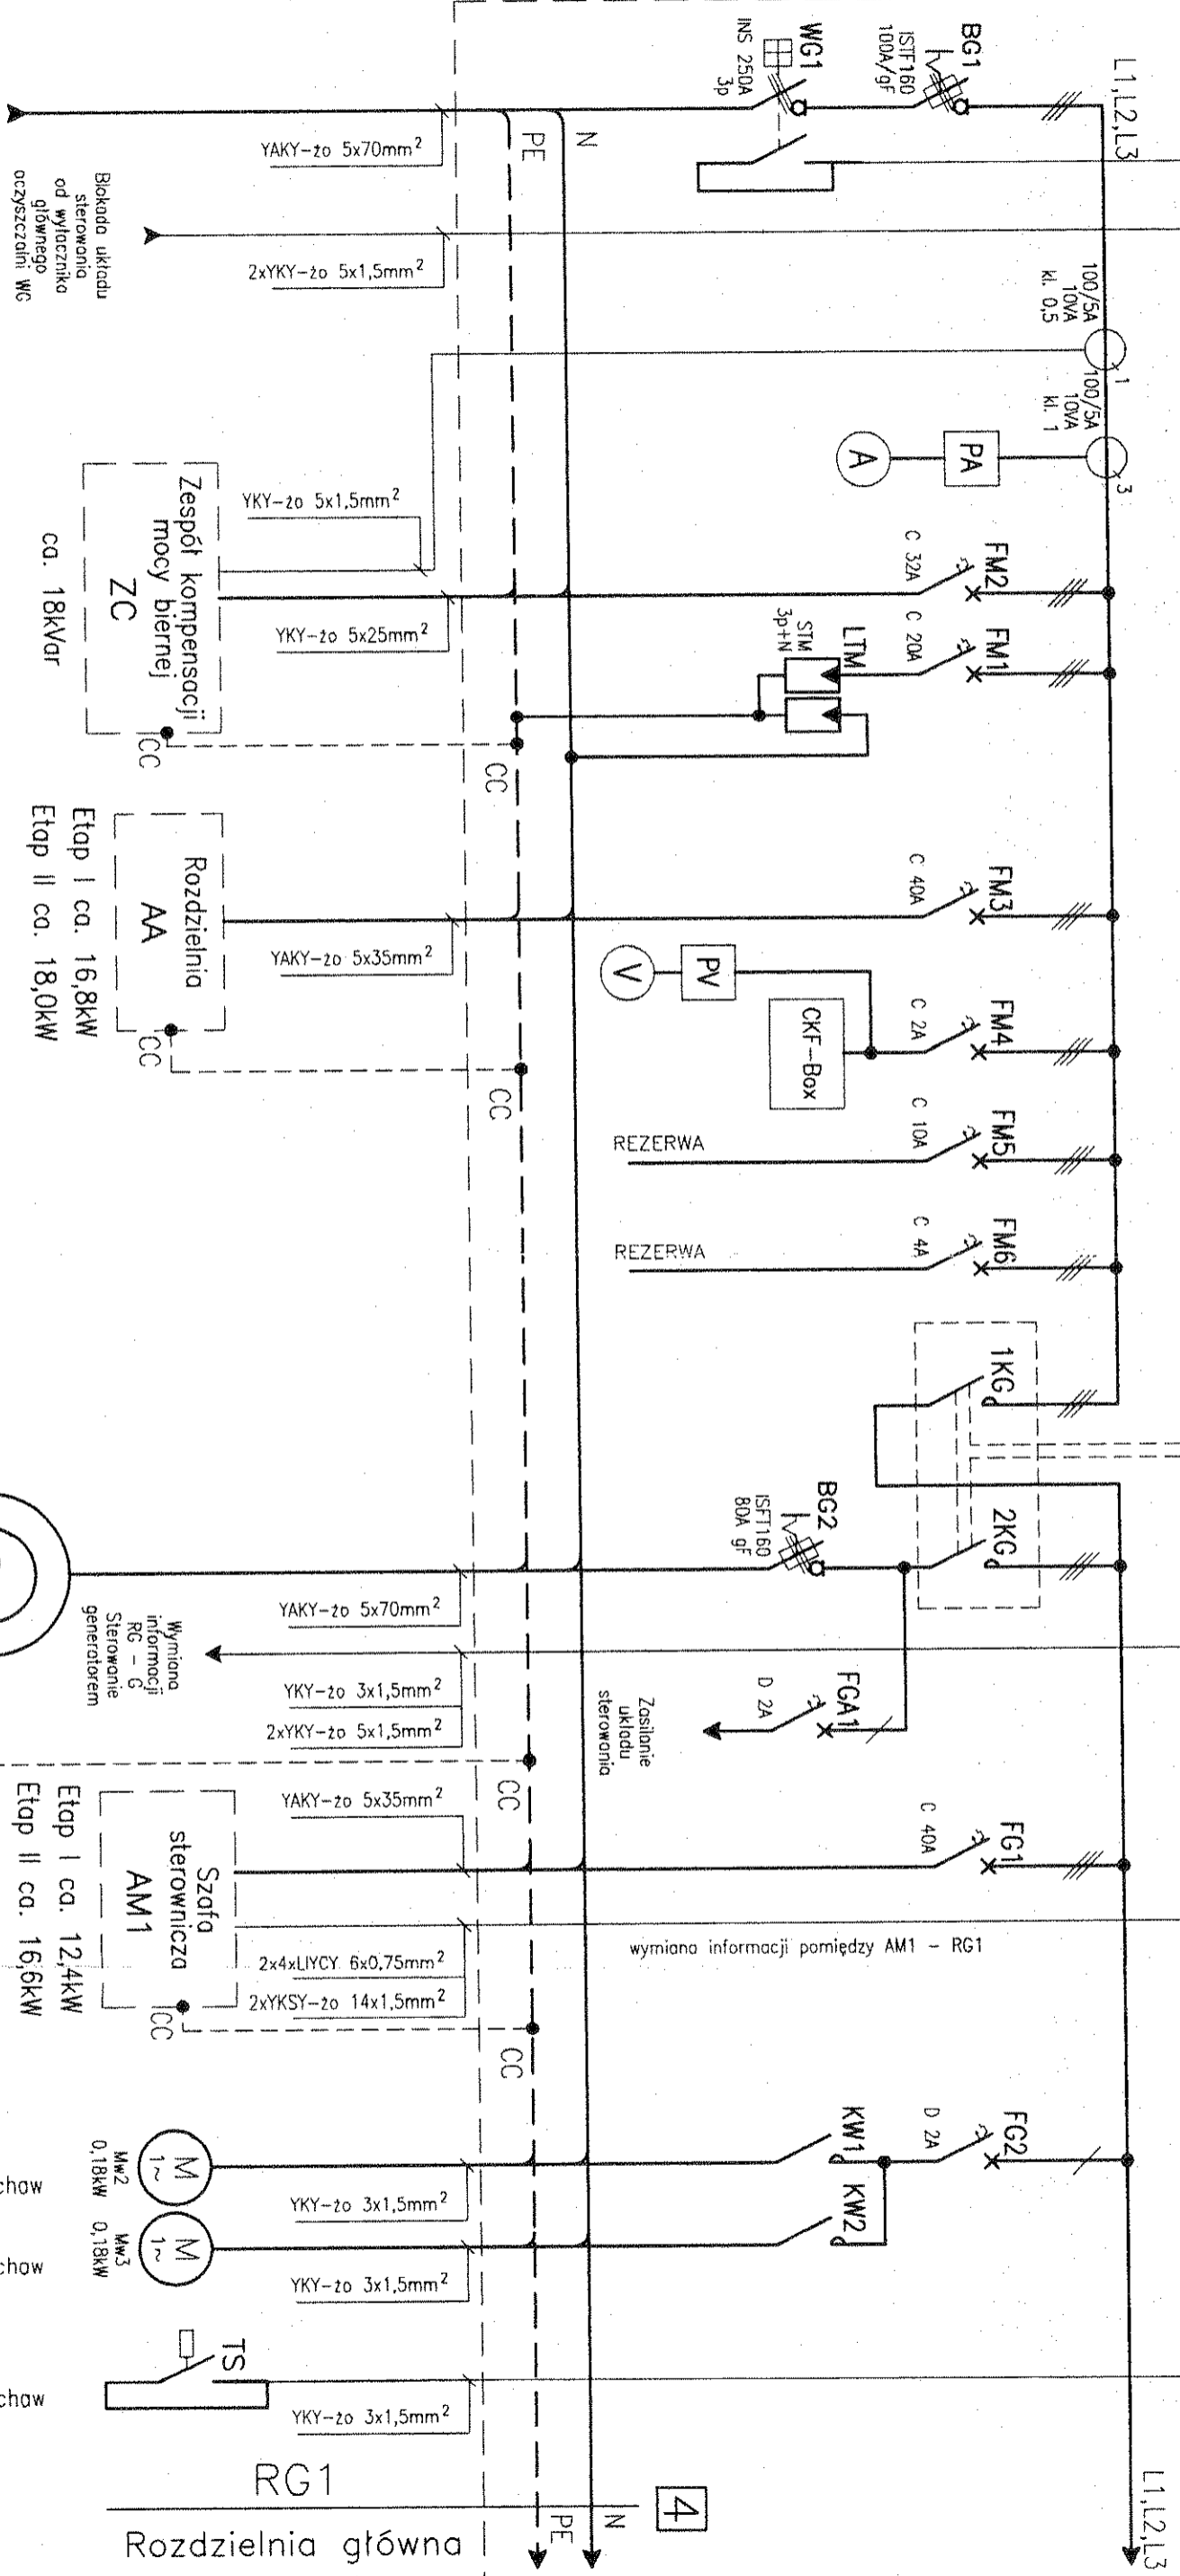 L1,L2,L3
BG1
ISTF160
100A/gF
WG1
INS 250A
3p
N
PE
YAKY-żo 5x70mm²
Blokada układu
sterowania
od wyłącznika
głównego
oczyszczalni WG
2xYKY-żo 5x1,5mm²
100/5A
10VA
kl. 0,5
1
100/5A
10VA
kl. 1
3
PA
A
YKY-żo 5x1,5mm²
Zespół kompensacji
mocy biernej
ZC
ca. 18kVar
CC
FM2
C 32A
YKY-żo 5x25mm²
FM1
C 20A
LTM
STM
3p+N
CC
FM3
C 40A
YAKY-żo 5x35mm²
Rozdzielnia
AA
Etap I ca. 16,8kW
Etap II ca. 18,0kW
CC
CC
FM4
C 2A
PV
V
CKF-Box
FM5
C 10A
REZERWA
FM6
C 4A
REZERWA
1KG
2KG
BG2
ISFT160
80A gF
YAKY-żo 5x70mm²
Wymiana
informacji
RG - G
Sterowanie
generatorem
YKY-żo 3x1,5mm²
2xYKY-żo 5x1,5mm²
FGA1
D 2A
Zasilanie
układu
sterowania
CC
FG1
C 40A
YAKY-żo 5x35mm²
Szafa
sterownicza
AM1
Etap I ca. 12,4kW
Etap II ca. 16,6kW
wymiana informacji pomiędzy AM1 - RG1
2x4xLIYCY 6x0,75mm²
2xYKSY-żo 14x1,5mm²
CC
CC
FG2
D 2A
KW1
KW2
YKY-żo 3x1,5mm²
M
1~
Mw2
0,18kW
chaw
YKY-żo 3x1,5mm²
M
1~
Mw3
0,18kW
chaw
TS
YKY-żo 3x1,5mm²
chaw
4
N
PE
L1,L2,L3
RG1
Rozdzielnia główna